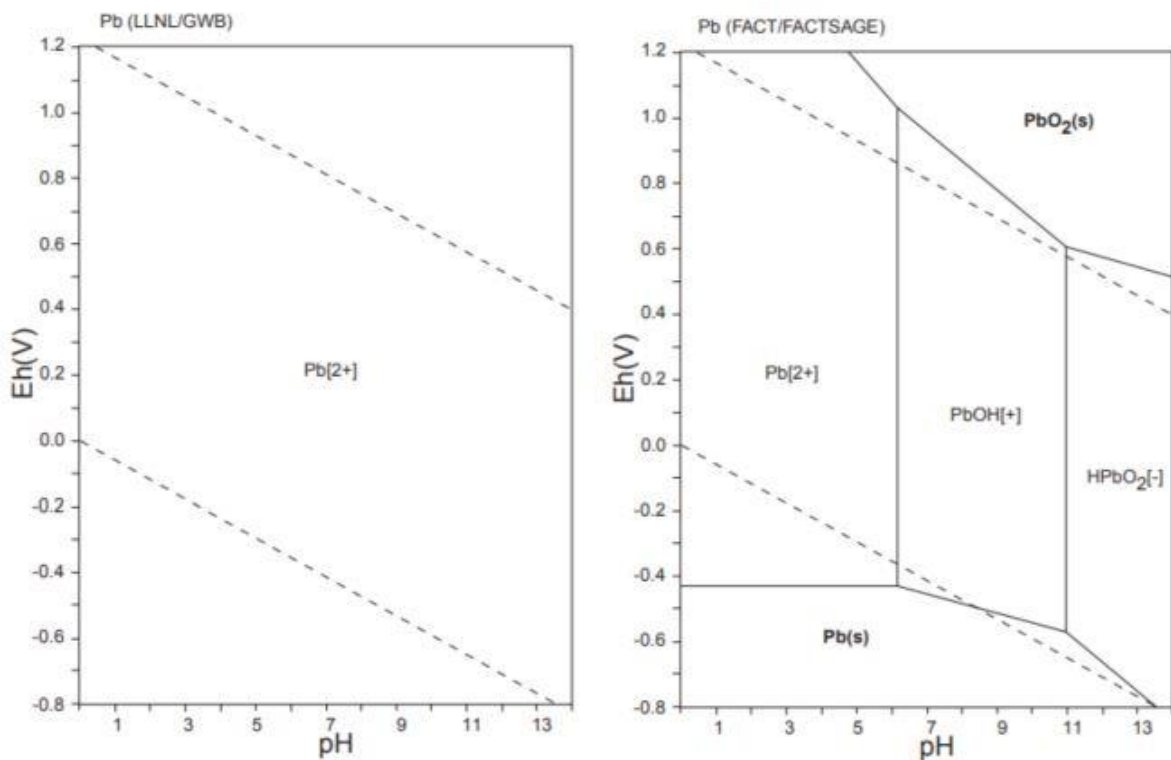 Pb (LLNL/GWB)
1.2
1.0
0.8
0.6
0.4
0.2
0.0
-0.2
-0.4
-0.6
-0.8
Eh(V)
Pb[2+]
1 3 5 7 9 11 13
pH
Pb (FACT/FACTSAGE)
1.2
1.0
0.8
0.6
0.4
0.2
0.0
-0.2
-0.4
-0.6
-0.8
Eh(V)
PbO2(s)
Pb[2+]
PbOH[+]
HPbO2[-]
Pb(s)
1 3 5 7 9 11 13
pH